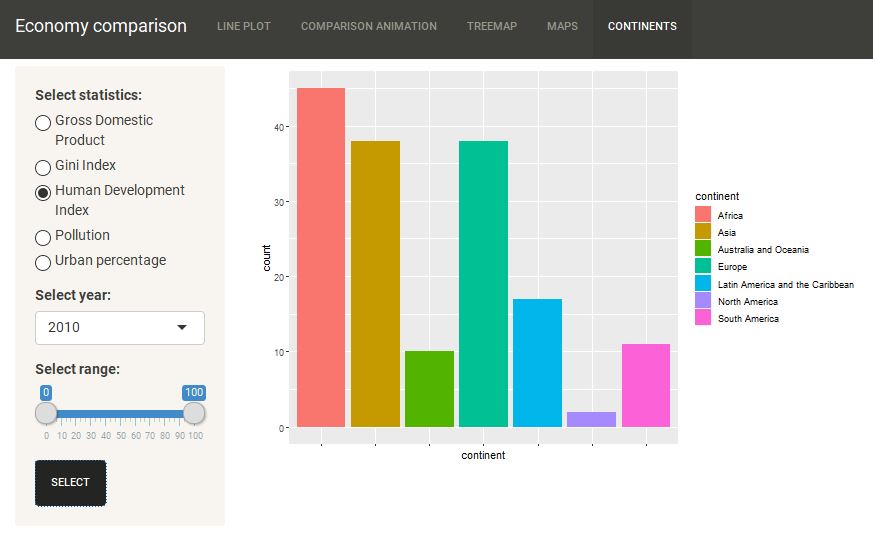 Economy comparison LINE PLOT COMPARISON ANIMATION TREEMAP MAPS CONTINENTS
Select statistics:
Gross Domestic
Product
Gini Index
Human Development
Index
Pollution
Urban percentage
Select year:
2010
Select range:
0 100
0 10 20 30 40 50 60 70 80 90 100
SELECT
count
40
30
20
10
0
continent
continent
Africa
Asia
Australia and Oceania
Europe
Latin America and the Caribbean
North America
South America